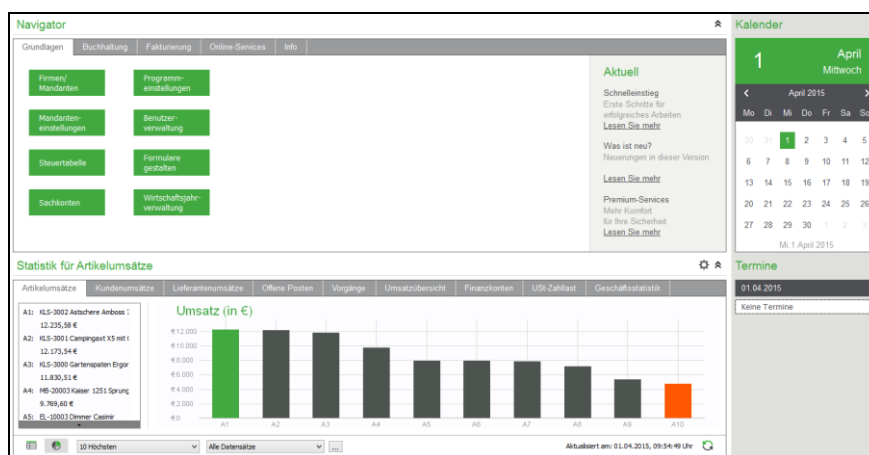 Navigator
Grundlagen Buchhaltung Fakturierung Online-Services Info
Firmen/
Mandanten
Programm-
einstellungen
Mandanten-
einstellungen
Benutzer-
verwaltung
Steuertabelle
Formulare
gestalten
Sachkonten
Wirtschaftsjahr-
verwaltung
Aktuell
Schnelleinstieg
Erste Schritte für
erfolgreiches Arbeiten
Lesen Sie mehr
Was ist neu?
Neuerungen in dieser Version
Lesen Sie mehr
Premium-Services
Mehr Komfort
für Ihre Sicherheit
Lesen Sie mehr
Kalender
1 April
Mittwoch
April 2015
Mo Di Mi Do Fr Sa So
30 31 1 2 3 4 5
6 7 8 9 10 11 12
13 14 15 16 17 18 19
20 21 22 23 24 25 26
27 28 29 30 1 2 3
Mi.1 April 2015
Statistik für Artikelumsätze
Artikelumsätze Kundenumsätze Lieferantenumsätze Offene Posten Vorgänge Umsatzübersicht Finanzkonten USt-Zahllast Geschäftsstatistik
A1: KLS-3002 Astschere Amboss
12.235,58 €
A2: KLS-3001 Campingaxt X5 mit
12.173,54 €
A3: KLS-3000 Gartenspaten Ergor
11.830,51 €
A4: MB-20003 Kaiser 1251 Sprung
9.769,60 €
A5: EL-10003 Dimmer Casimir
Umsatz (in €)
€12.000
€10.000
€8.000
€6.000
€4.000
€2.000
€0
A1 A2 A3 A4 A5 A6 A7 A8 A9 A10
10 Höchsten Alle Datensätze ... Aktualisiert am: 01.04.2015, 09:54:49 Uhr
Termine
01.04.2015
Keine Termine